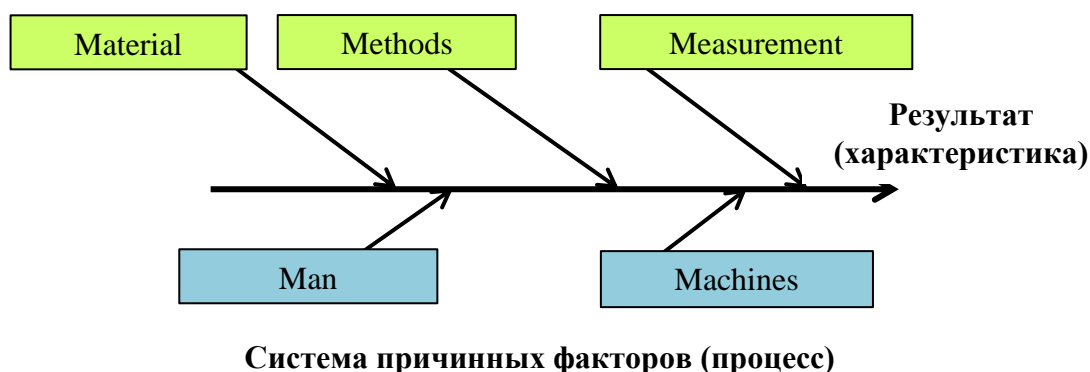 Material
Methods
Measurement
Результат
(характеристика)
Man
Machines
Система причинных факторов (процесс)